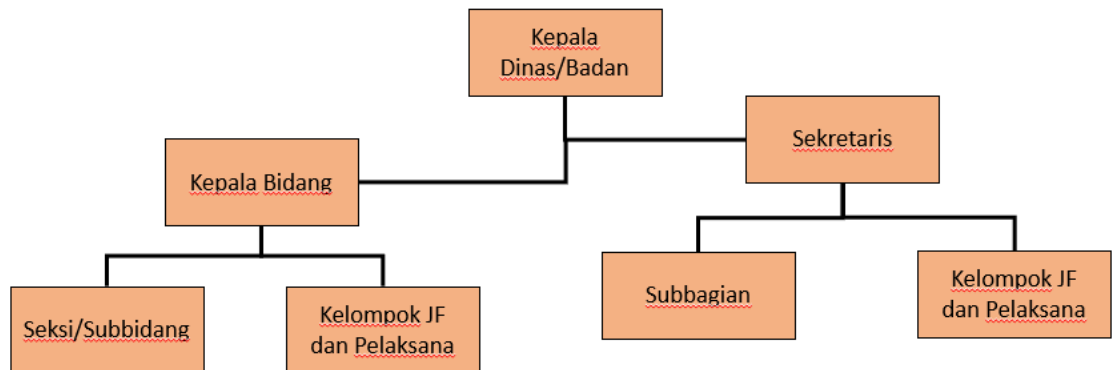 Kepala
Dinas/Badan
Sekretaris
Kepala Bidang
Subbagian
Kelompok JF
dan Pelaksana
Seksi/Subbidang
Kelompok JF
dan Pelaksana